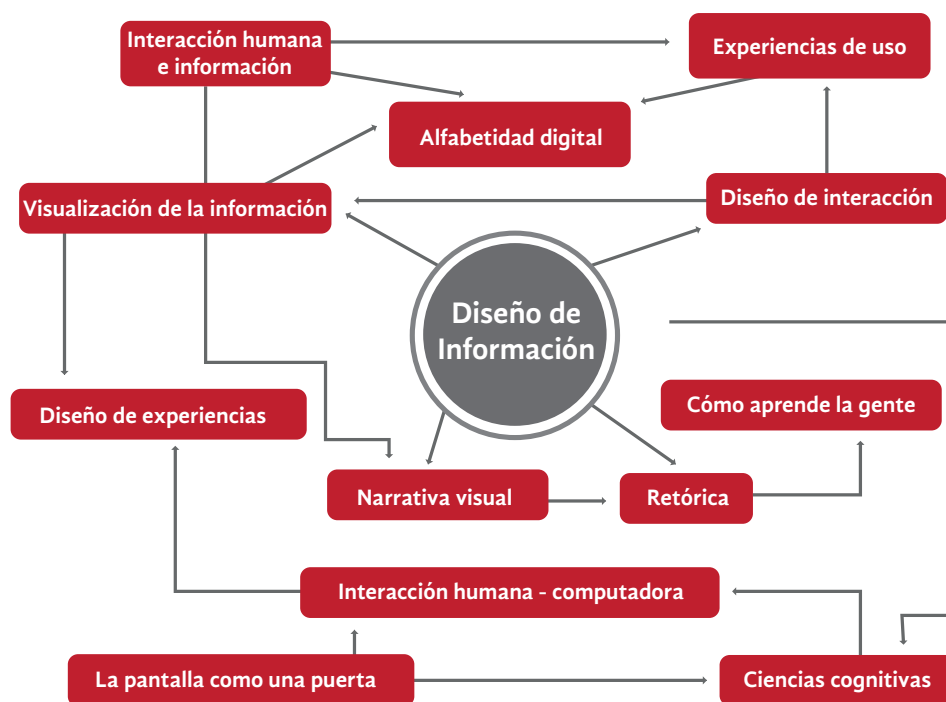 Interacción humana
e información
Experiencias de uso
Alfabetidad digital
Visualización de la información
Diseño de interacción
Diseño de
Información
Diseño de experiencias
Cómo aprende la gente
Narrativa visual
Retórica
Interacción humana - computadora
La pantalla como una puerta
Ciencias cognitivas